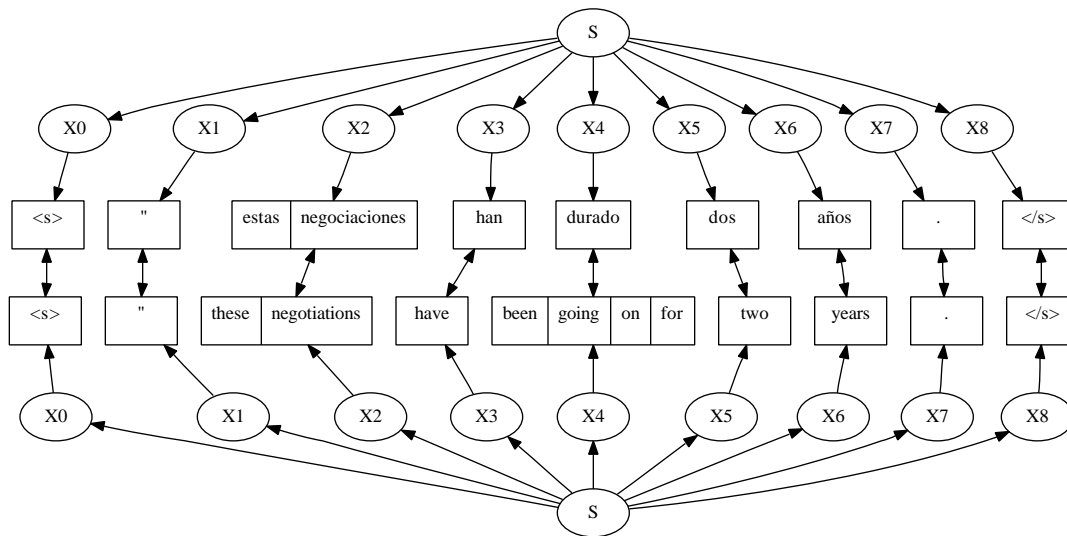 S
X0 X1 X2 X3 X4 X5 X6 X7 X8
<s> " estas negociaciones han durado dos años . </s>
<s> " these negotiations have been going on for two years . </s>
X0 X1 X2 X3 X4 X5 X6 X7 X8
S